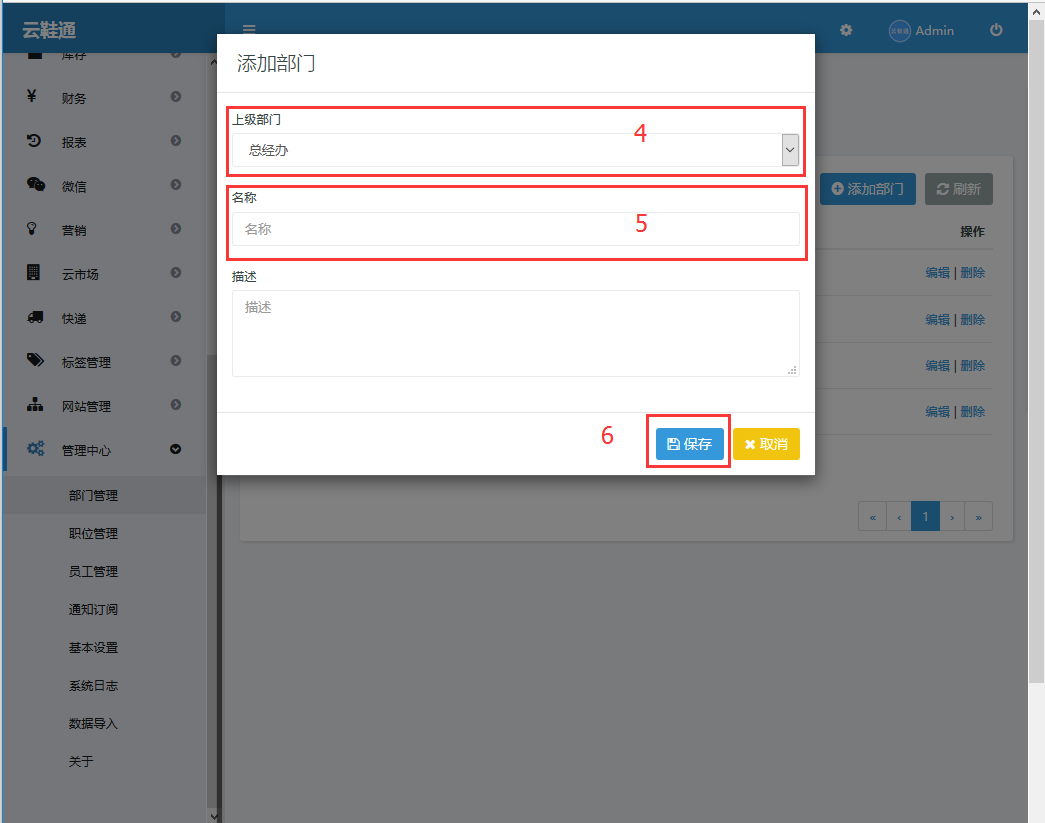 云鞋通
Admin
库存
财务
报表
微信
营销
云市场
快递
标签管理
网站管理
管理中心
部门管理
职位管理
员工管理
通知订阅
基本设置
系统日志
数据导入
关于
添加部门
上级部门
4
总经办
名称
5
名称
描述
描述
6
保存
取消
添加部门
刷新
操作
编辑 | 删除
编辑 | 删除
编辑 | 删除
编辑 | 删除
« ‹ 1 › »